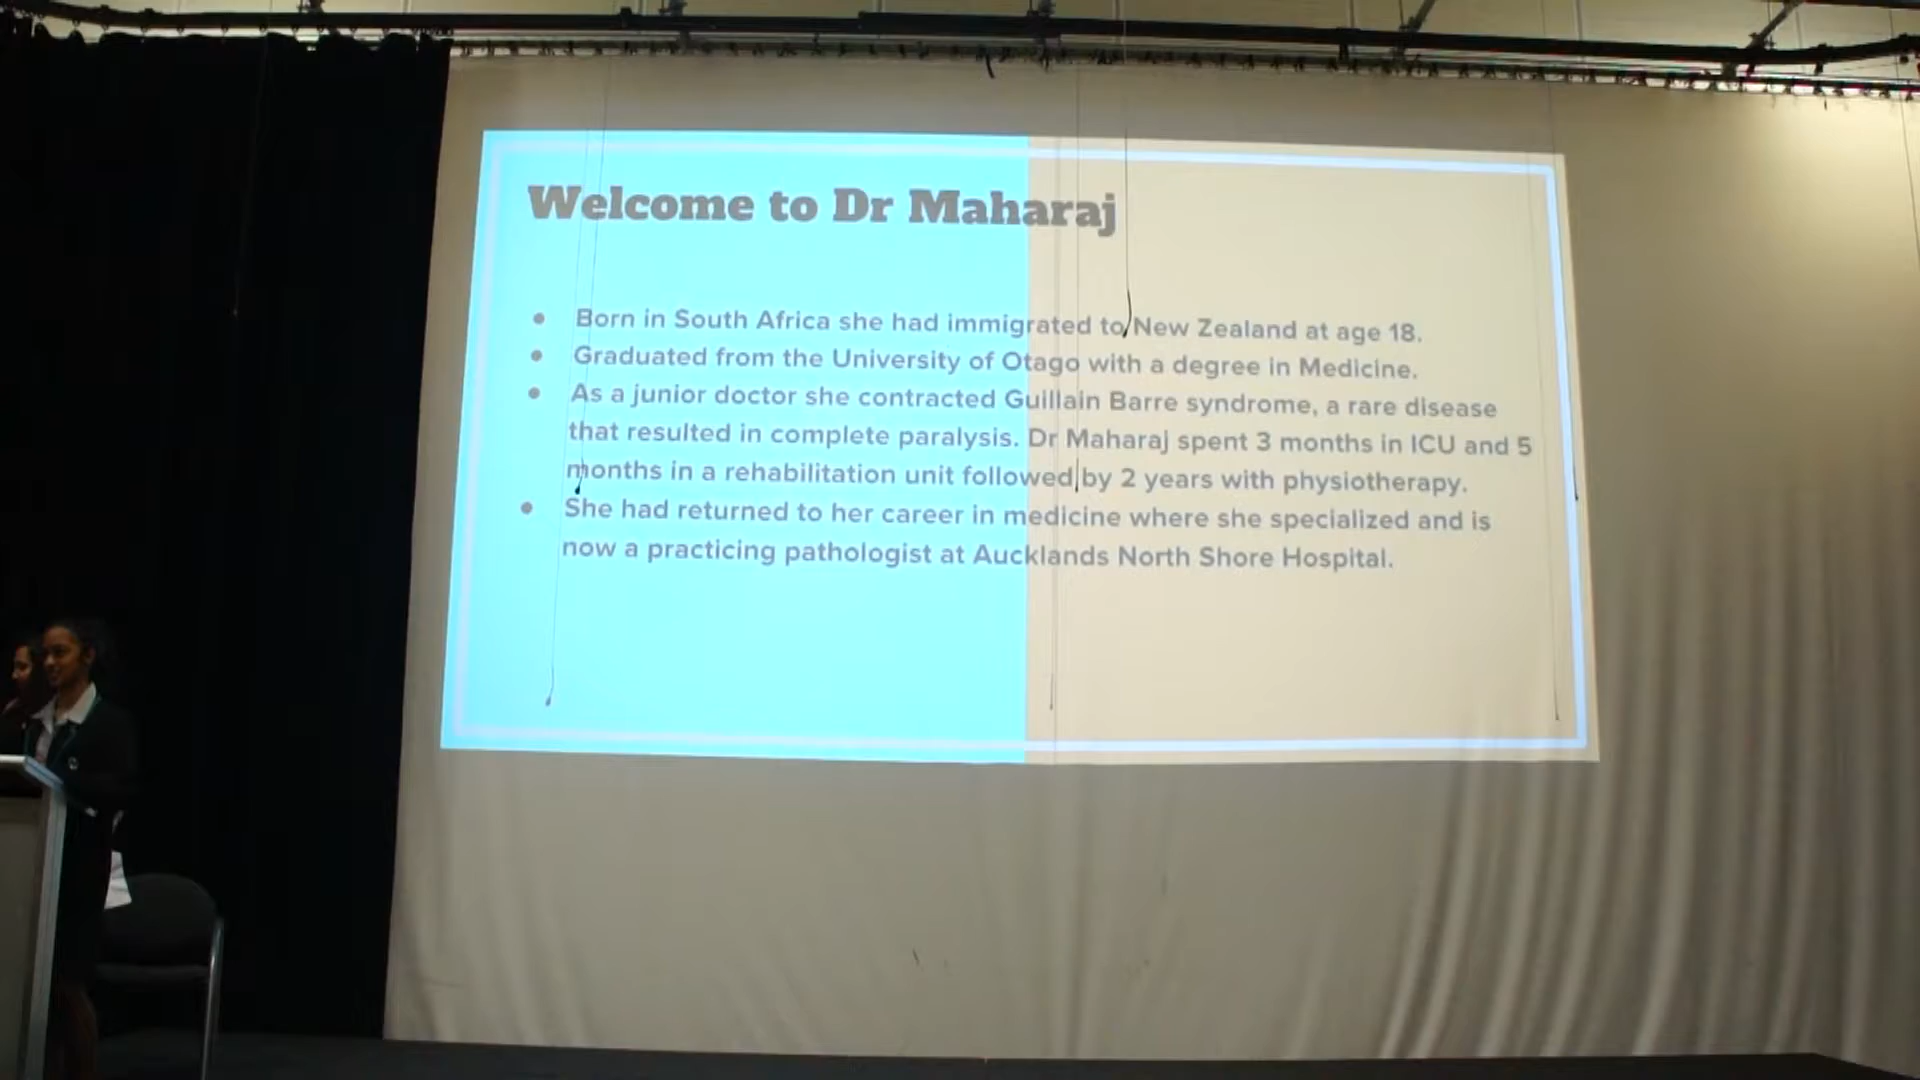 Welcome to Dr Maharaj
● Born in South Africa she had immigrated to New Zealand at age 18.
● Graduated from the University of Otago with a degree in Medicine.
● As a junior doctor she contracted Guillain Barre syndrome, a rare disease
that resulted in complete paralysis. Dr Maharaj spent 3 months in ICU and 5
months in a rehabilitation unit followed by 2 years with physiotherapy.
● She had returned to her career in medicine where she specialized and is
now a practicing pathologist at Aucklands North Shore Hospital.